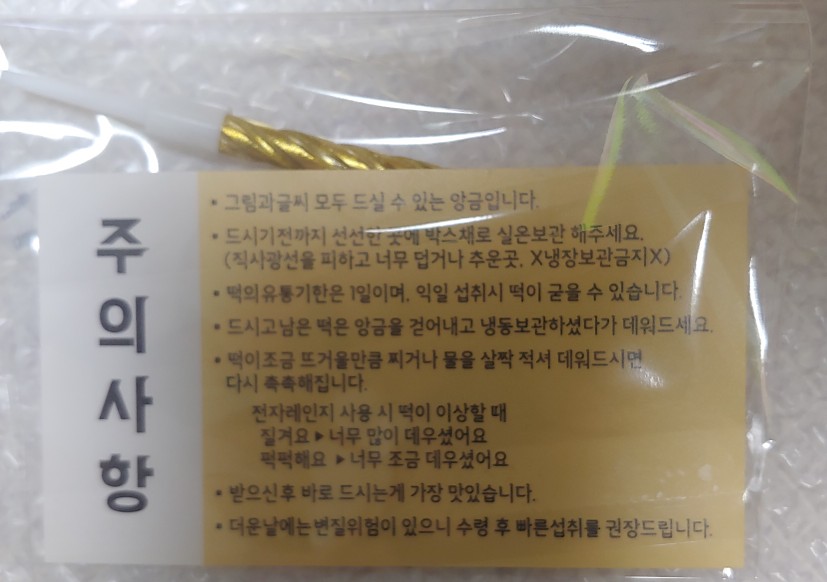 주의사항
• 그림과글씨 모두 드실 수 있는 앙금입니다.
• 드시기전까지 선선한 곳에 박스채로 실온보관 해주세요.
(직사광선을 피하고 너무 덥거나 추운곳, X냉장보관금지X)
• 떡의유통기한은 1일이며, 익일 섭취시 떡이 굳을 수 있습니다.
• 드시고남은 떡은 앙금을 걷어내고 냉동보관하셨다가 데워드세요.
• 떡이조금 뜨거울만큼 찌거나 물을 살짝 적셔 데워드시면
다시 촉촉해집니다.
전자레인지 사용 시 떡이 이상할 때
질겨요 ▶ 너무 많이 데우셨어요
퍽퍽해요 ▶ 너무 조금 데우셨어요
• 받으신후 바로 드시는게 가장 맛있습니다.
• 더운날에는변질위험이 있으니 수령 후 빠른섭취를 권장드립니다.